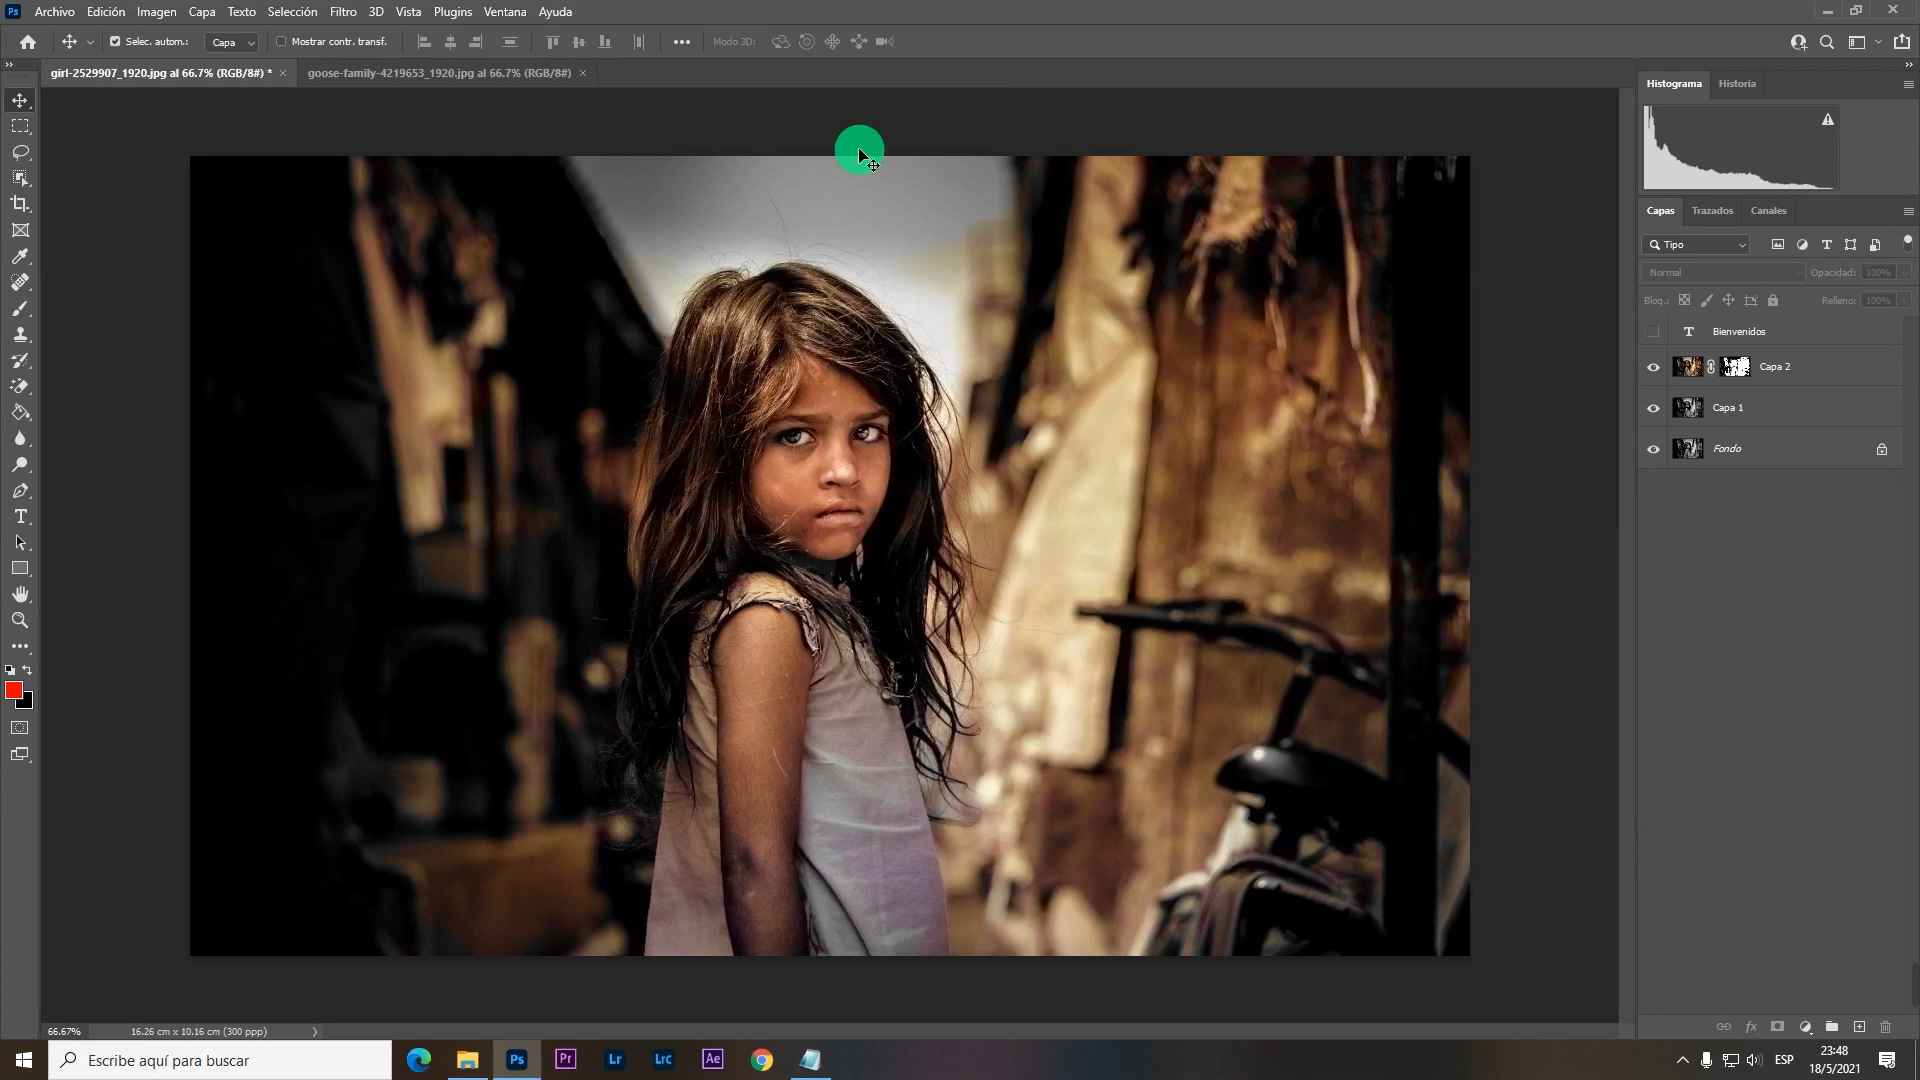 Ps Archivo Edición Imagen Capa Texto Selección Filtro 3D Vista Plugins Ventana Ayuda
Selec. autom.: Capa Mostrar contr. transf. Modo 3D:
girl-2529907_1920.jpg al 66.7% (RGB/8#) * goose-family-4219653_1920.jpg al 66.7% (RGB/8#)
Histograma Historia
Capas Trazados Canales
Tipo
Normal Opacidad: 100%
Bloq.: Relleno: 100%
T Bienvenidos
Capa 2
Capa 1
Fondo
66.67% 16.26 cm x 10.16 cm (300 ppp)
Escribe aquí para buscar Ps Pr Lr LrC Ae ESP 23:48
18/5/2021